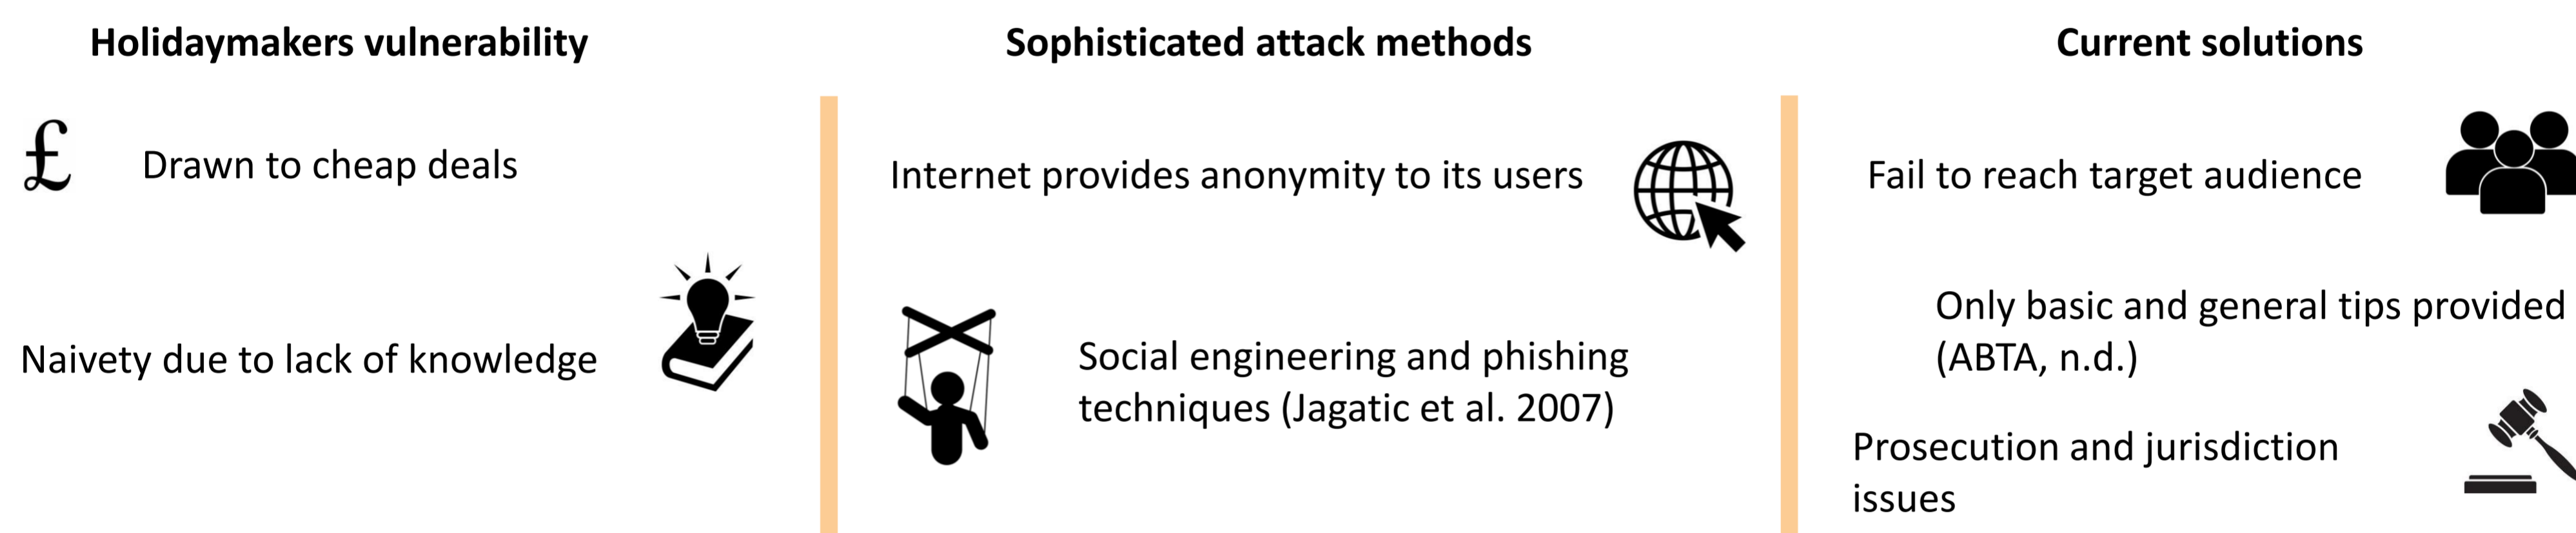 Holidaymakers vulnerability
£
Drawn to cheap deals
Naivety due to lack of knowledge
Sophisticated attack methods
Internet provides anonymity to its users
Social engineering and phishing
techniques (Jagatic et al. 2007)
Current solutions
Fail to reach target audience
Only basic and general tips provided
(ABTA, n.d.)
Prosecution and jurisdiction
issues